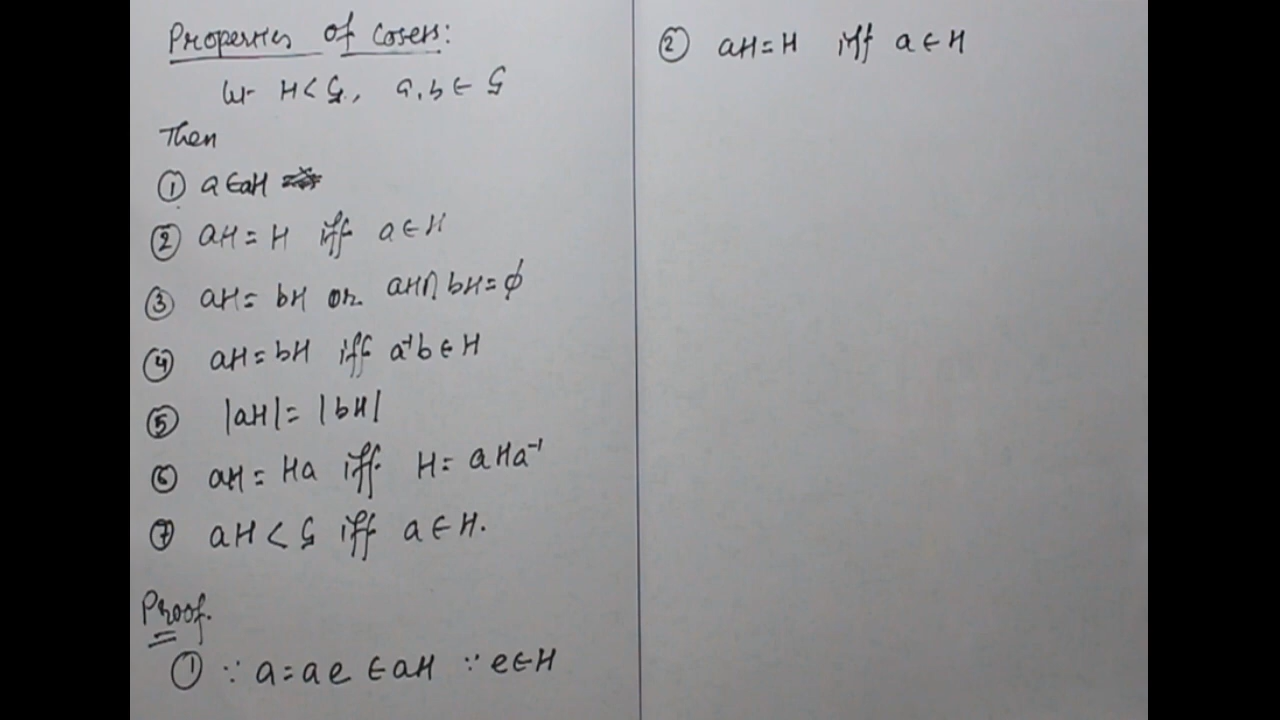 Properties of Cosets:
Let H < G, a, b ∈ G
Then
① a ∈ aH
② aH = H iff a ∈ H
③ aH = bH or aH ∩ bH = ϕ
④ aH = bH iff a⁻¹b ∈ H
⑤ |aH| = |bH|
⑥ aH = Ha iff H = aHa⁻¹
⑦ aH < G iff a ∈ H.
Proof.
① ∵ a = ae ∈ aH ∵ e ∈ H
② aH = H iff a ∈ H